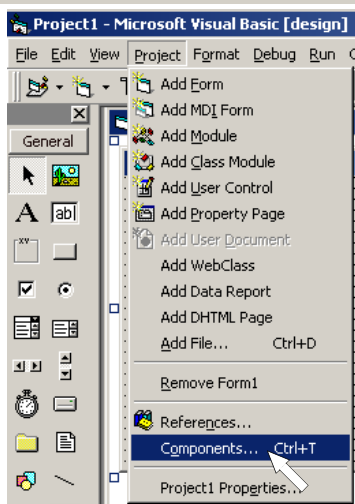 Project1 - Microsoft Visual Basic [design]
File Edit View Project Format Debug Run
General
A ab|
xv
Add Form
Add MDI Form
Add Module
Add Class Module
Add User Control
Add Property Page
Add User Document
Add WebClass
Add Data Report
Add DHTML Page
Add File... Ctrl+D
Remove Form1
References...
Components... Ctrl+T
Project1 Properties...